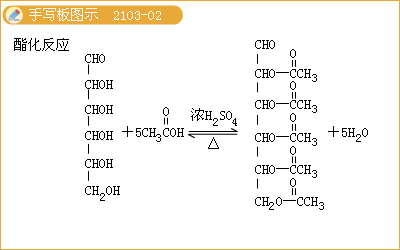 手写板图示 2103-02
酯化反应
CHO
CHOH
CHOH
CHOH
CHOH
CH₂OH
+5CH₃COH
O
浓H₂SO₄
△
CHO
O
CHO—CCH₃
O
CHO—CCH₃
O
CHO—CCH₃
O
CHO—CCH₃
O
CH₂O—CCH₃
+5H₂O